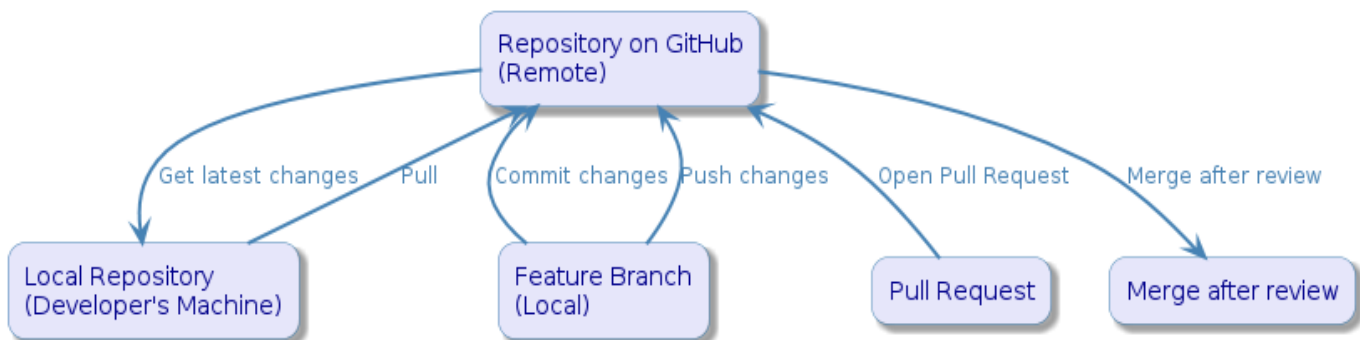 Repository on GitHub
(Remote)
Get latest changes
Pull
Commit changes
Push changes
Open Pull Request
Merge after review
Local Repository
(Developer's Machine)
Feature Branch
(Local)
Pull Request
Merge after review